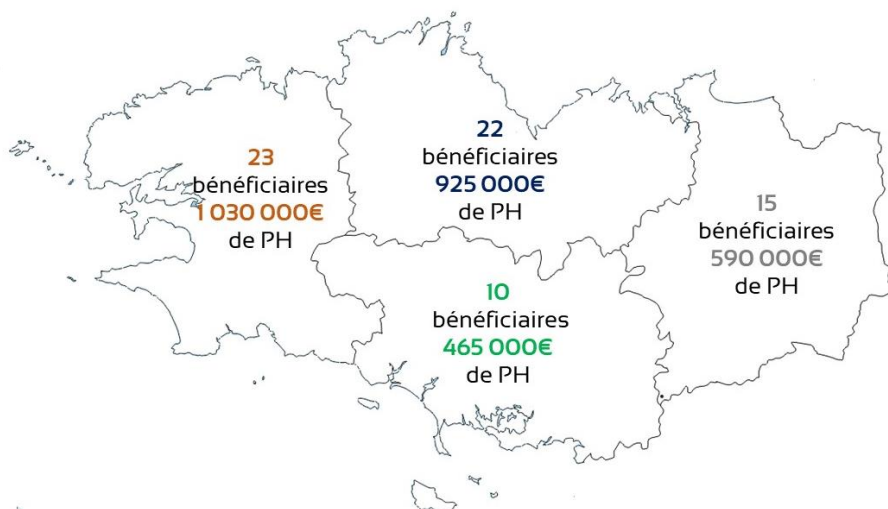 22
bénéficiaires
925 000€
de PH
23
bénéficiaires
1 030 000€
de PH
15
bénéficiaires
590 000€
de PH
10
bénéficiaires
465 000€
de PH